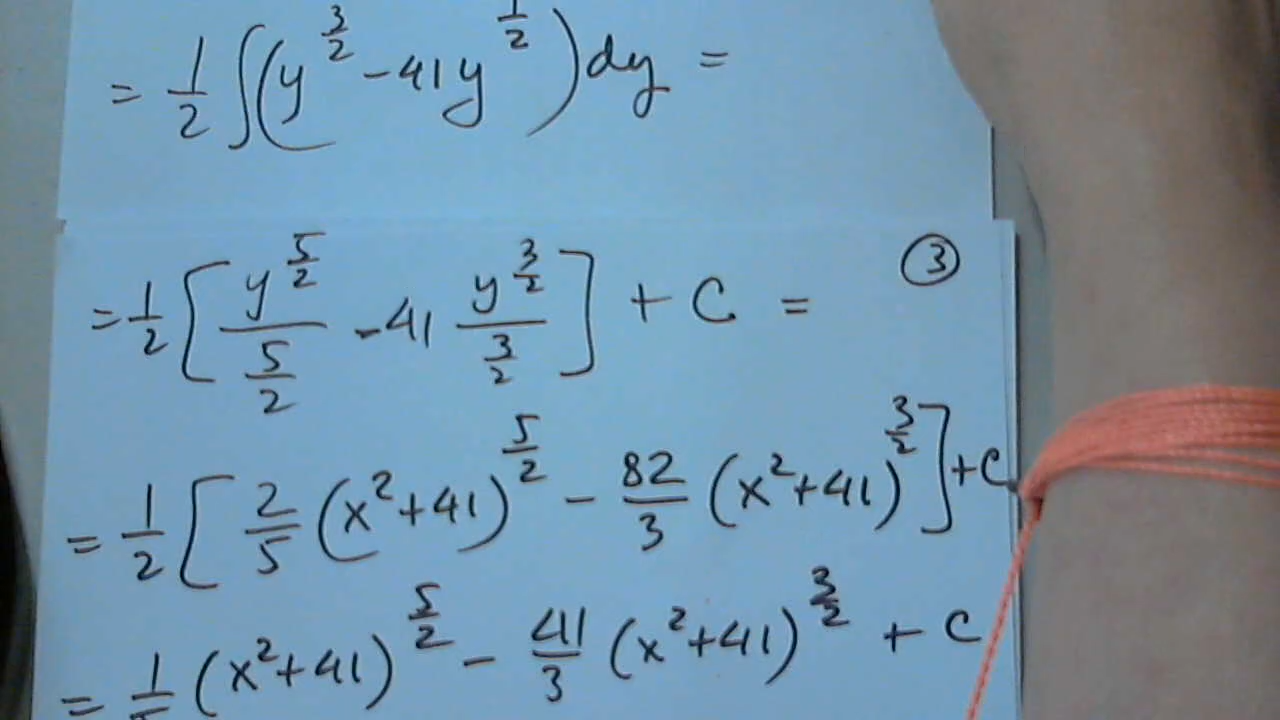 = 1/2 ∫(y^(3/2) - 41y^(1/2))dy =
③
= 1/2 [ y^(5/2) / (5/2) - 41 y^(3/2) / (3/2) ] + C =
= 1/2 [ 2/5 (x²+41)^(5/2) - 82/3 (x²+41)^(3/2) ] + C
= 1/5 (x²+41)^(5/2) - 41/3 (x²+41)^(3/2) + C